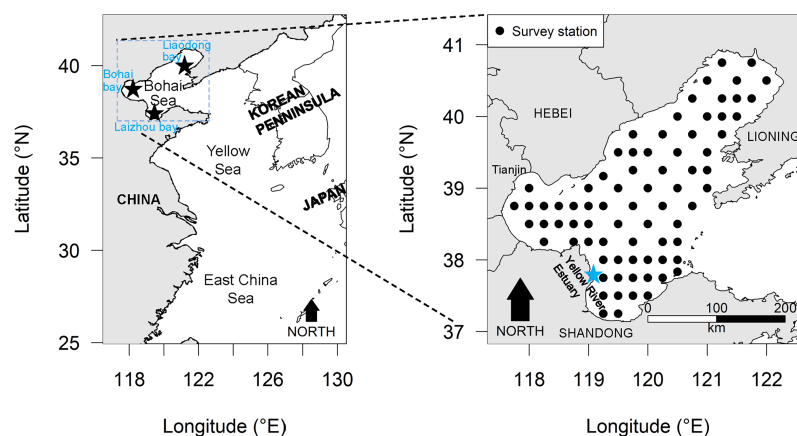 Liaodong
bay
Bohai
bay
Bohai
Sea
Laizhou bay
KOREAN
PENNINSULA
Yellow
Sea
JAPAN
CHINA
East China
Sea
NORTH
40
35
30
25
Latitude (°N)
118
122
126
130
Longitude (°E)
Survey station
HEBEI
LIONING
Tianjin
Yellow River
Estuary
NORTH
SHANDONG
0 100 200
km
41
40
39
38
37
Latitude (°N)
118 119 120 121 122
Longitude (°E)